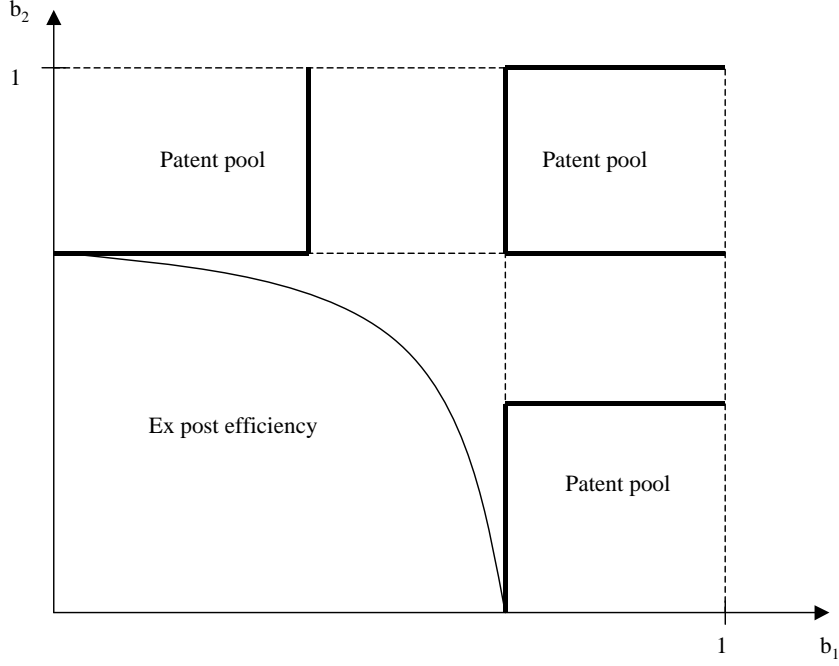 b2
1
Patent pool
Patent pool
Ex post efficiency
Patent pool
1
b1